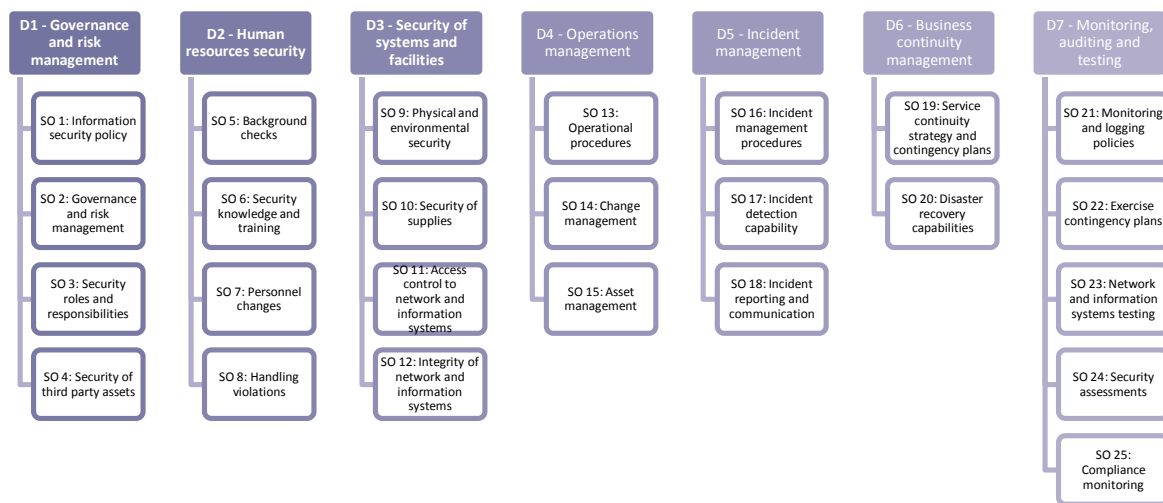 D1 - Governance
and risk
management
SO 1: Information
security policy
SO 2: Governance
and risk
management
SO 3: Security
roles and
responsibilities
SO 4: Security of
third party assets
D2 - Human
resources security
SO 5: Background
checks
SO 6: Security
knowledge and
training
SO 7: Personnel
changes
SO 8: Handling
violations
D3 - Security of
systems and
facilities
SO 9: Physical and
environmental
security
SO 10: Security of
supplies
SO 11: Access
control to
network and
information
systems
SO 12: Integrity of
network and
information
systems
D4 - Operations
management
SO 13:
Operational
procedures
SO 14: Change
management
SO 15: Asset
management
D5 - Incident
management
SO 16: Incident
management
procedures
SO 17: Incident
detection
capability
SO 18: Incident
reporting and
communication
D6 - Business
continuity
management
SO 19: Service
continuity
strategy and
contingency plans
SO 20: Disaster
recovery
capabilities
D7 - Monitoring,
auditing and
testing
SO 21: Monitoring
and logging
policies
SO 22: Exercise
contingency plans
SO 23: Network
and information
systems testing
SO 24: Security
assessments
SO 25:
Compliance
monitoring